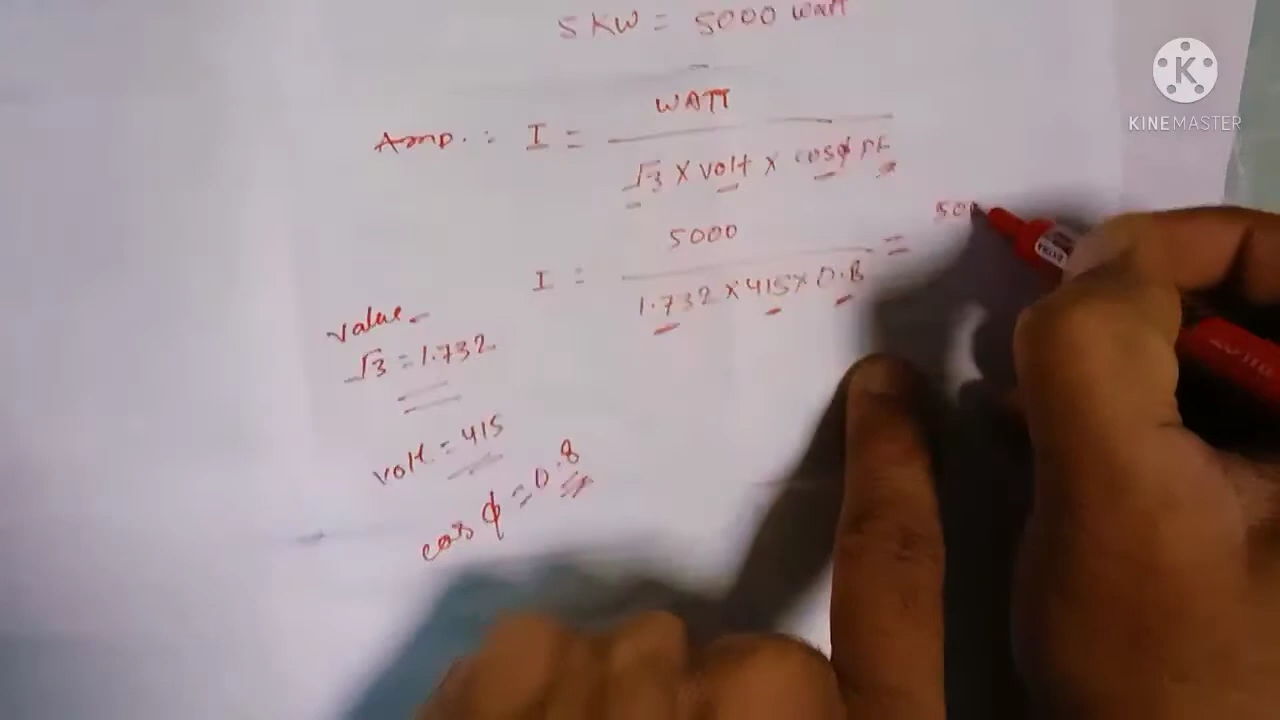 5 KW = 5000 watt
WATT
Amp. : I =
√3 X volt x cosϕ PF
5000
I =
1.732 x 415 x 0.8
= 500
value
√3 = 1.732
volt = 415
cos ϕ = 0.8
KINEMASTER